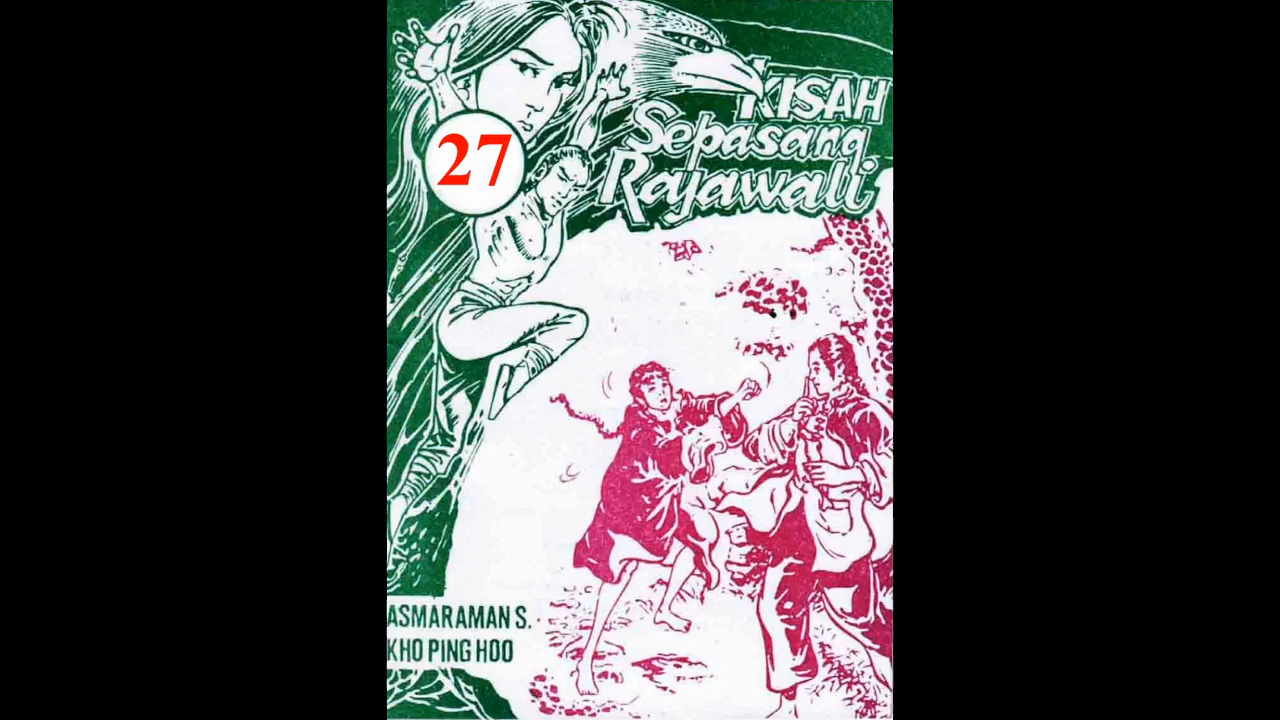 27
KISAH
Sepasang
Rajawali
ASMARAMAN S.
KHO PING HOO